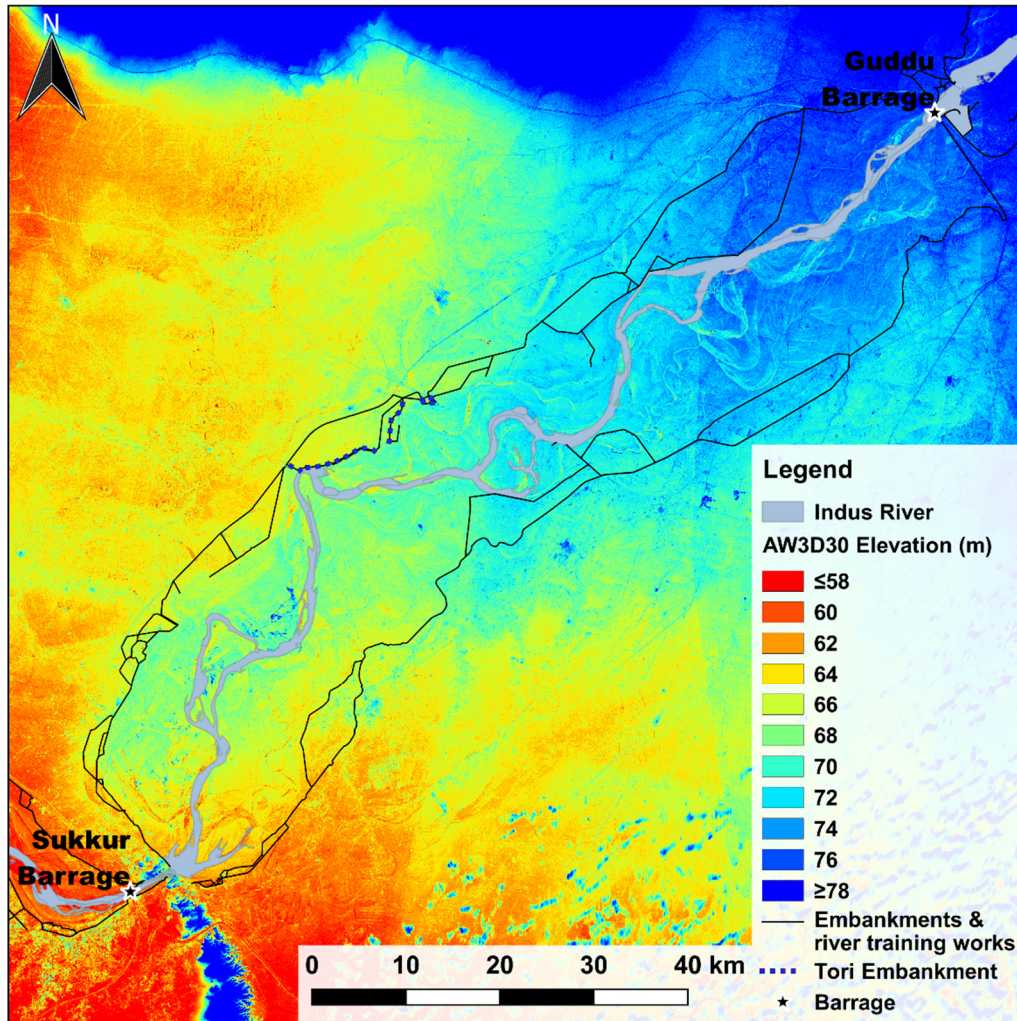 N
Guddu
Barrage
Sukkur
Barrage
Legend
Indus River
AW3D30 Elevation (m)
≤58
60
62
64
66
68
70
72
74
76
≥78
Embankments &
river training works
Tori Embankment
Barrage
0 10 20 30 40 km